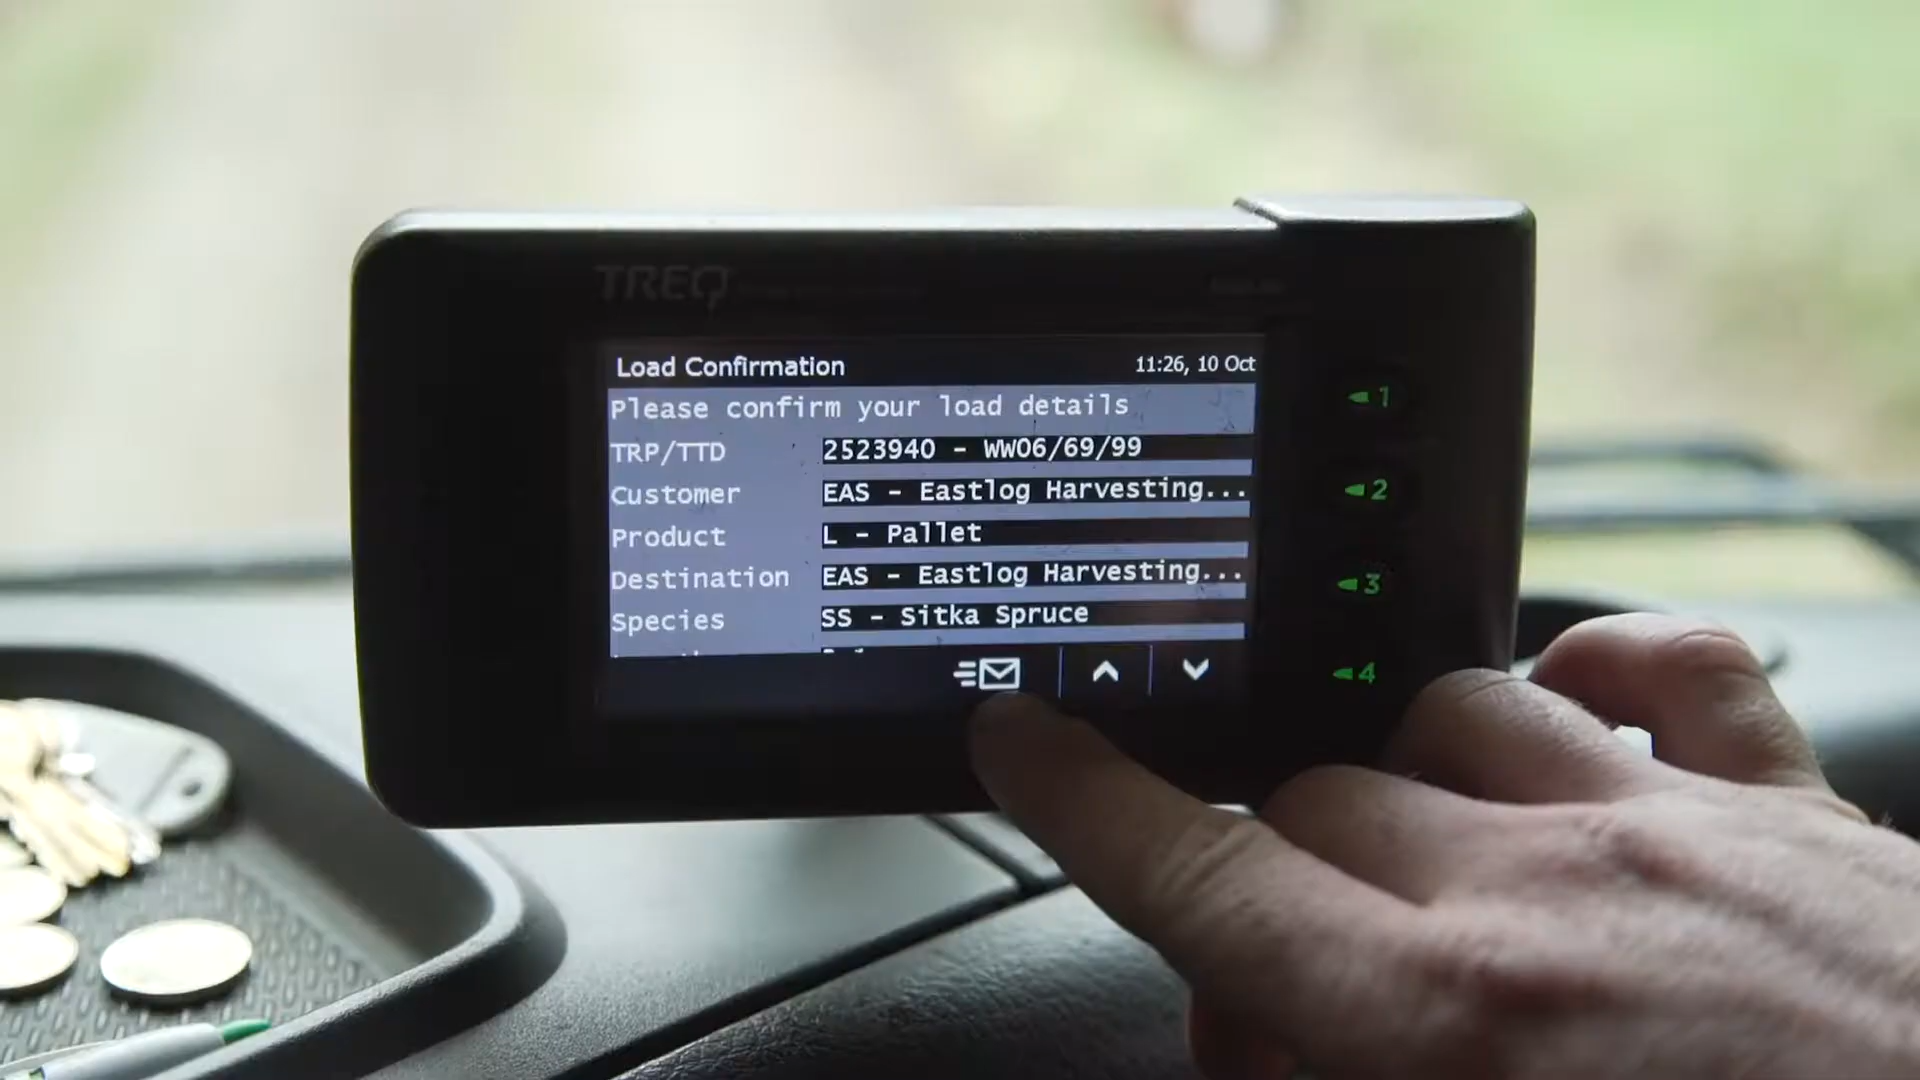 TREQ
Load Confirmation 11:26, 10 Oct
Please confirm your load details
TRP/TTD 2523940 - WW06/69/99
Customer EAS - Eastlog Harvesting...
Product L - Pallet
Destination EAS - Eastlog Harvesting...
Species SS - Sitka Spruce
1
2
3
4